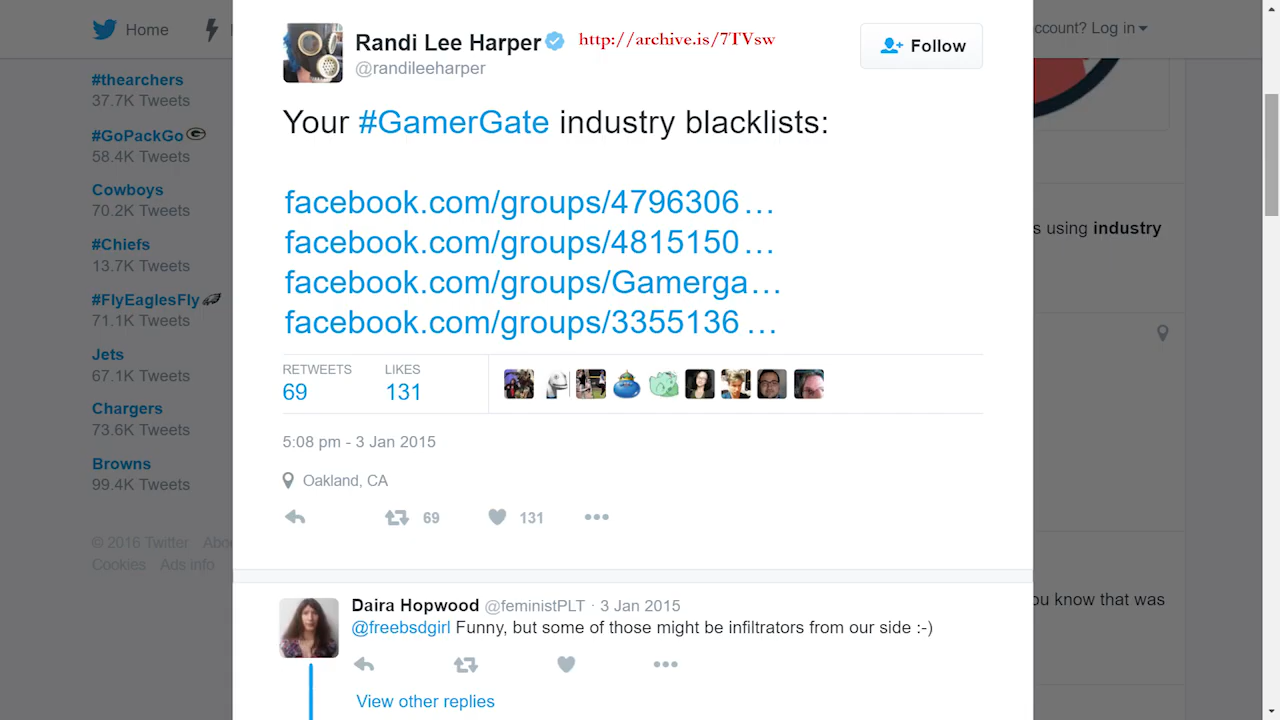 Home
ccount? Log in
#thearchers
37.7K Tweets
#GoPackGo
58.4K Tweets
Cowboys
70.2K Tweets
#Chiefs
13.7K Tweets
#FlyEaglesFly
71.1K Tweets
Jets
67.1K Tweets
Chargers
73.6K Tweets
Browns
99.4K Tweets
© 2016 Twitter Abou
Cookies Ads info
Randi Lee Harper http://archive.is/7TVsw
@randileeharper
Follow
Your #GamerGate industry blacklists:
facebook.com/groups/4796306…
facebook.com/groups/4815150…
facebook.com/groups/Gamerga…
facebook.com/groups/3355136…
RETWEETS LIKES
69 131
5:08 pm - 3 Jan 2015
Oakland, CA
69 131
Daira Hopwood @feministPLT · 3 Jan 2015
@freebsdgirl Funny, but some of those might be infiltrators from our side :-)
View other replies
s using industry
ou know that was